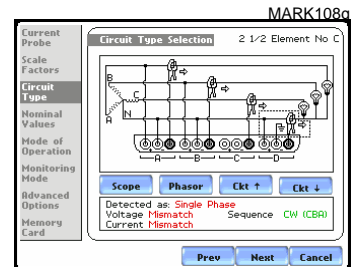 MARK108g
Current Probe
Scale Factors
Circuit Type
Nominal Values
Mode of Operation
Monitoring Mode
Advanced Options
Memory Card
Circuit Type Selection 2 1/2 Element No C
B
C
A
N
A B C D
Scope Phasor Ckt ↑ Ckt ↓
Detected as: Single Phase
Voltage Mismatch Sequence CW (CBA)
Current Mismatch
Prev Next Cancel